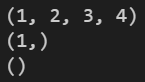 (1, 2, 3, 4)
(1,)
()